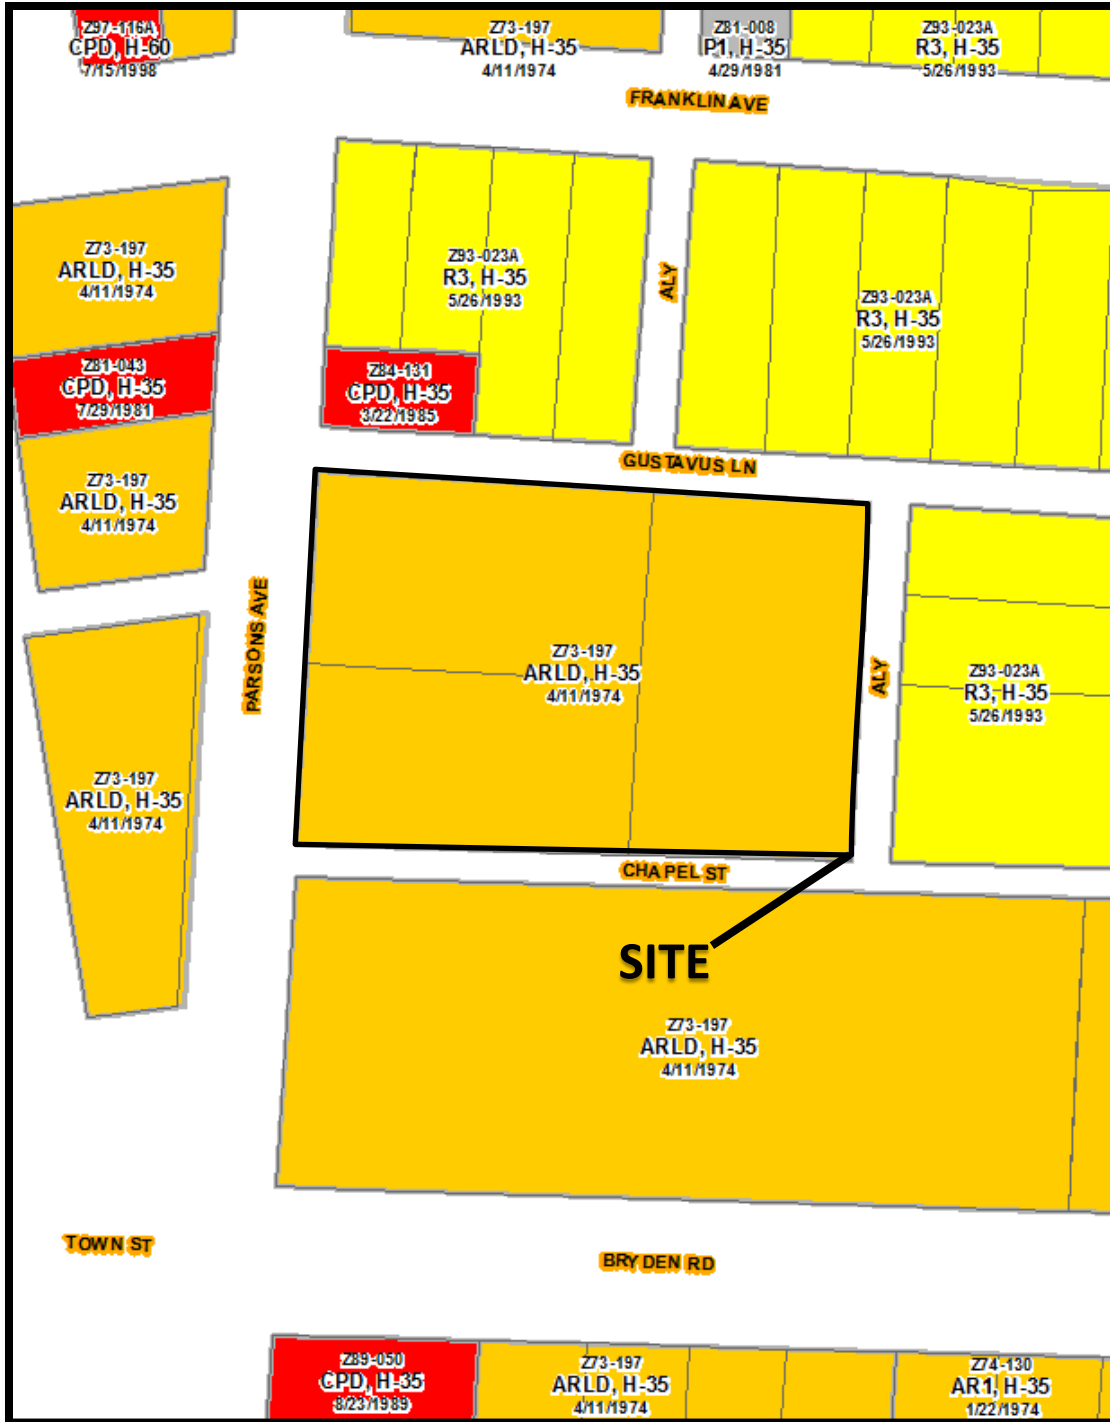 Z97-116A
CPD, H-60
7/15/1998
Z73-197
ARLD, H-35
4/11/1974
Z81-008
P1, H-35
4/29/1981
Z93-023A
R3, H-35
5/26/1993
FRANKLIN AVE
Z73-197
ARLD, H-35
4/11/1974
Z93-023A
R3, H-35
5/26/1993
ALY
Z93-023A
R3, H-35
5/26/1993
Z81-043
CPD, H-35
7/29/1981
Z84-131
CPD, H-35
3/22/1985
Z73-197
ARLD, H-35
4/11/1974
GUSTAVUS LN
PARSONS AVE
Z73-197
ARLD, H-35
4/11/1974
ALY
Z93-023A
R3, H-35
5/26/1993
Z73-197
ARLD, H-35
4/11/1974
CHAPEL ST
SITE
Z73-197
ARLD, H-35
4/11/1974
TOWN ST
BRYDEN RD
Z89-050
CPD, H-35
8/23/1989
Z73-197
ARLD, H-35
4/11/1974
Z74-130
AR1, H-35
1/22/1974